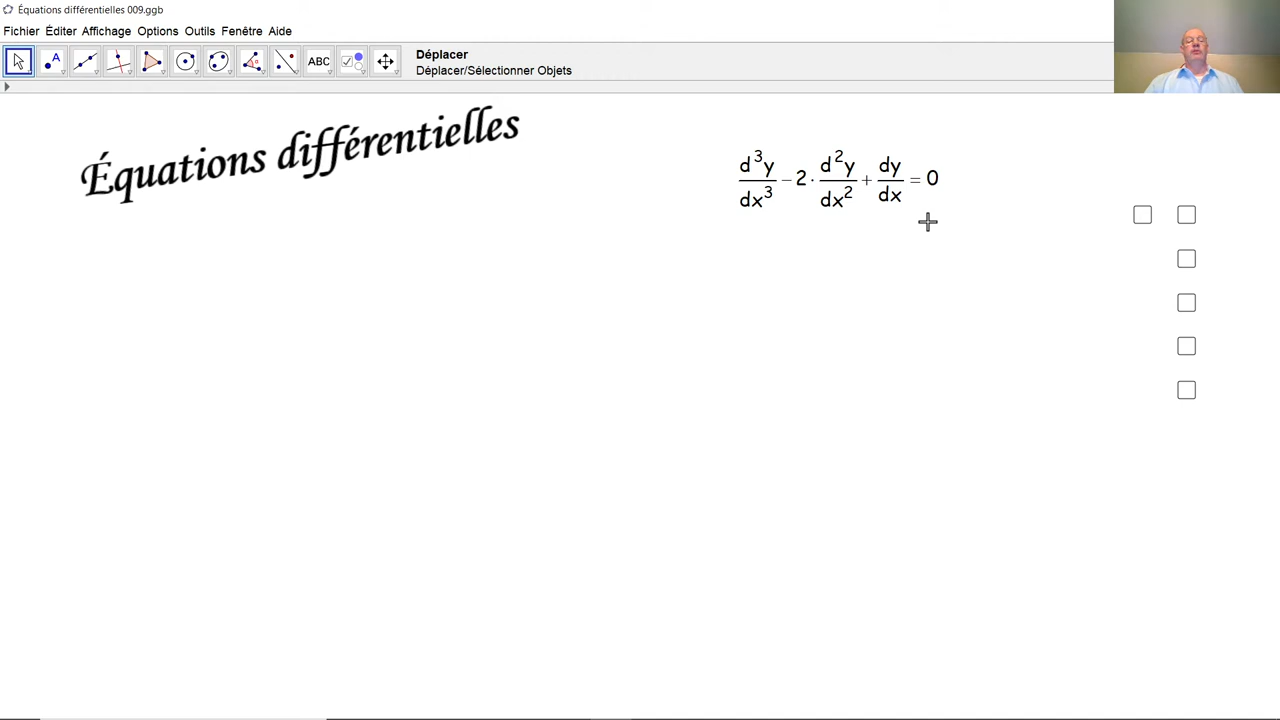 Équations différentielles 009.ggb
Fichier Éditer Affichage Options Outils Fenêtre Aide
ABC
Déplacer
Déplacer/Sélectionner Objets
Équations différentielles
d³y/dx³ − 2 · d²y/dx² + dy/dx = 0